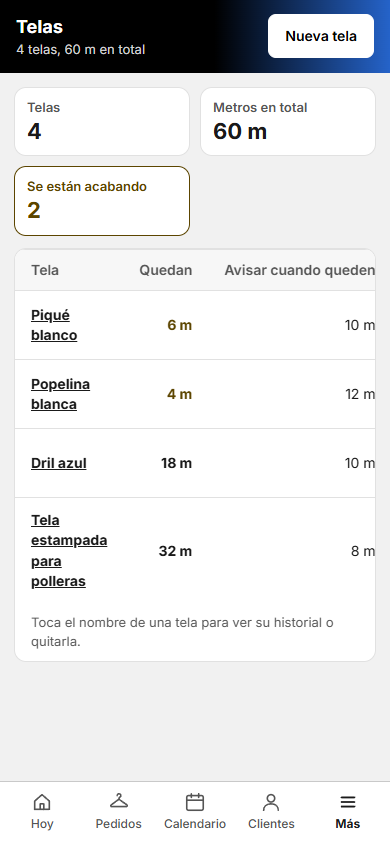 Telas
4 telas, 60 m en total
Nueva tela
Telas
4
Metros en total
60 m
Se están acabando
2
Tela Quedan Avisar cuando queden
Piqué
blanco
6 m 10 m
Popelina
blanca
4 m 12 m
Dril azul 18 m 10 m
Tela
estampada
para
polleras
32 m 8 m
Toca el nombre de una tela para ver su historial o
quitarla.
Hoy Pedidos Calendario Clientes Más